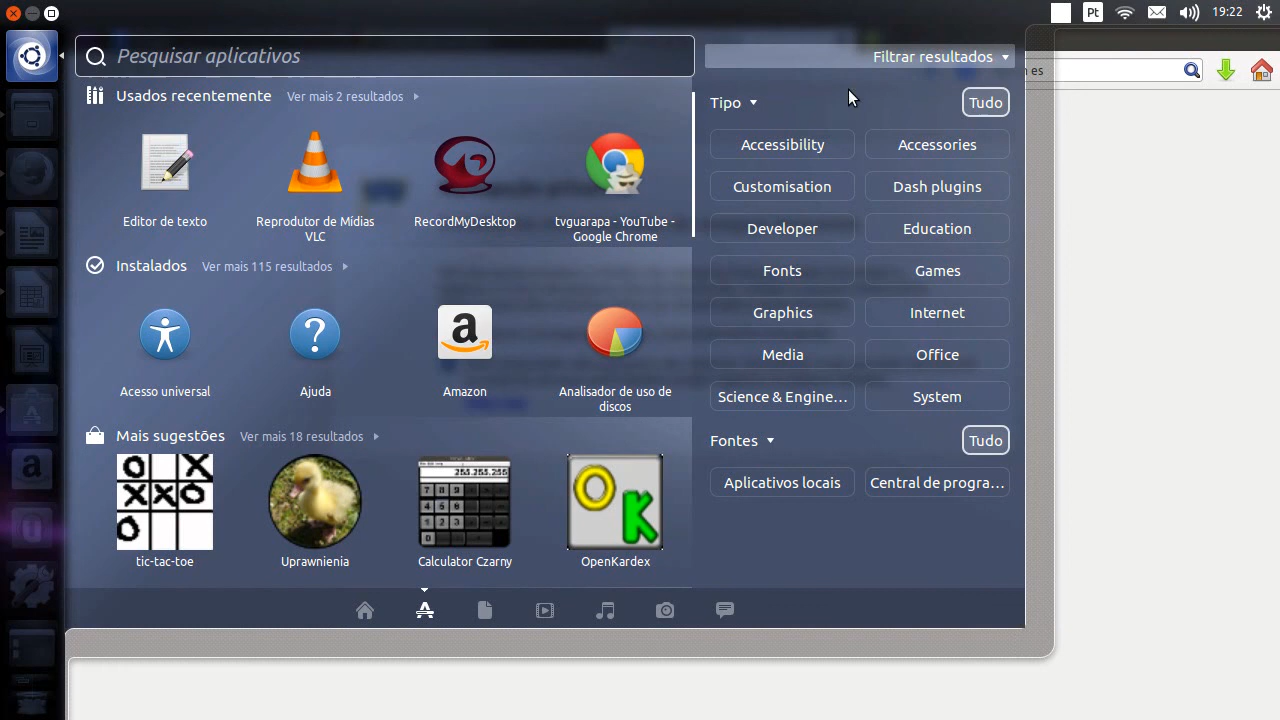 Pt
19:22
Pesquisar aplicativos
Filtrar resultados
es
Usados recentemente Ver mais 2 resultados
Tipo Tudo
Editor de texto
Reprodutor de Mídias VLC
RecordMyDesktop
tvguarapa - YouTube - Google Chrome
Instalados Ver mais 115 resultados
Acesso universal
Ajuda
Amazon
Analisador de uso de discos
Mais sugestões Ver mais 18 resultados
tic-tac-toe
Uprawnienia
Calculator Czarny
OpenKardex
Accessibility Accessories
Customisation Dash plugins
Developer Education
Fonts Games
Graphics Internet
Media Office
Science & Engine… System
Fontes Tudo
Aplicativos locais Central de progra…